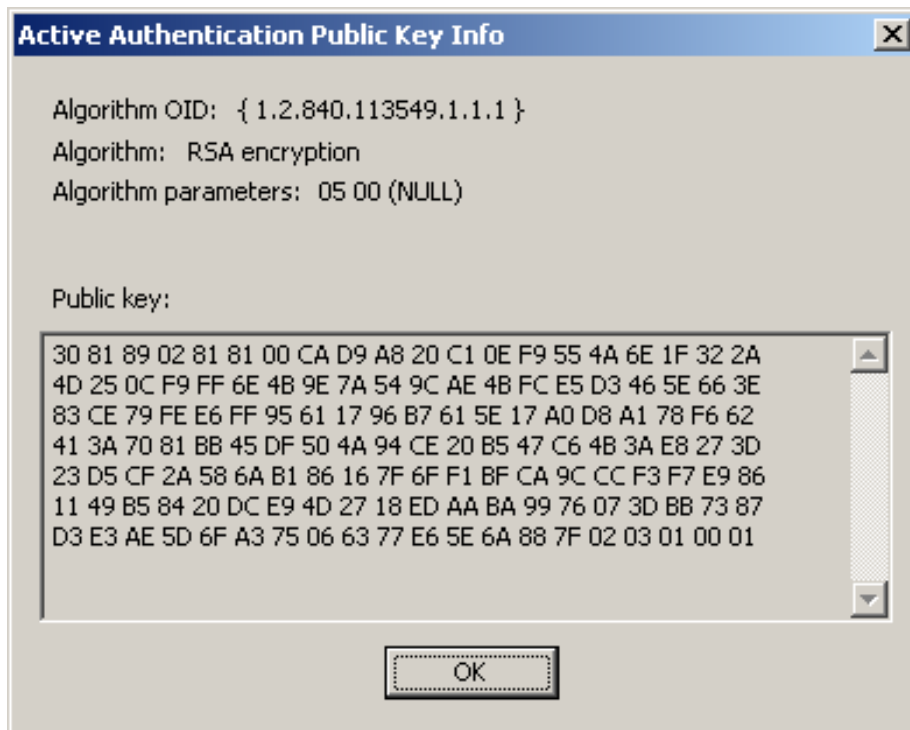 Active Authentication Public Key Info
Algorithm OID: { 1.2.840.113549.1.1.1 }
Algorithm: RSA encryption
Algorithm parameters: 05 00 (NULL)
Public key:
30 81 89 02 81 81 00 CA D9 A8 20 C1 0E F9 55 4A 6E 1F 32 2A
4D 25 0C F9 FF 6E 4B 9E 7A 54 9C AE 4B FC E5 D3 46 5E 66 3E
83 CE 79 FE E6 FF 95 61 17 96 B7 61 5E 17 A0 D8 A1 78 F6 62
41 3A 70 81 BB 45 DF 50 4A 94 CE 20 B5 47 C6 4B 3A E8 27 3D
23 D5 CF 2A 58 6A B1 86 16 7F 6F F1 BF CA 9C CC F3 F7 E9 86
11 49 B5 84 20 DC E9 4D 27 18 ED AA BA 99 76 07 3D BB 73 87
D3 E3 AE 5D 6F A3 75 06 63 77 E6 5E 6A 88 7F 02 03 01 00 01
OK